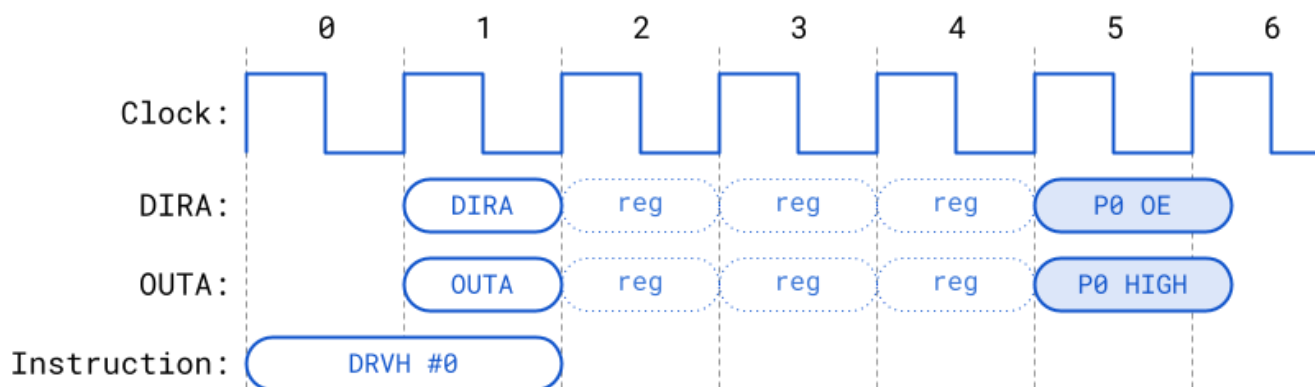 0 1 2 3 4 5 6
Clock:
DIRA: DIRA reg reg reg P0 OE
OUTA: OUTA reg reg reg P0 HIGH
Instruction: DRVH #0